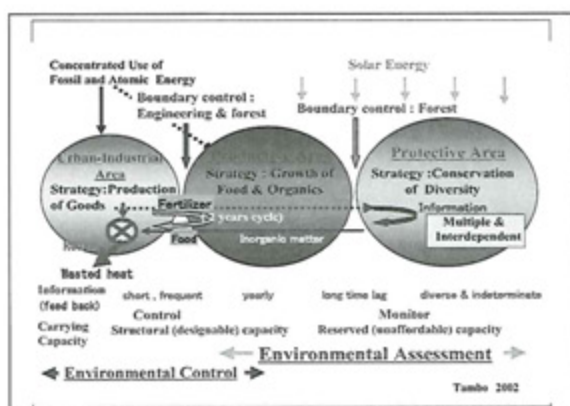 Concentrated Use of
Fossil and Atomic Energy
Solar Energy
Boundary control :
Engineering & forest
Boundary control : Forest
Urban-Industrial
Area
Strategy:Production
of Goods
Strategy : Growth of
Food & Organics
Protective Area
Strategy:Conservation
of Diversity
Fertilizer
2 years cycle)
Food
Inorganic matter
Information
Multiple &
Interdependent
Wasted heat
Information
(feed back)
short , frequent
yearly
long time lag
diverse & indeterminate
Carrying
Capacity
Control
Structural (designable) capacity
Monitor
Reserved (unaffordable) capacity
Environmental Assessment
Environmental Control
Tambo 2002